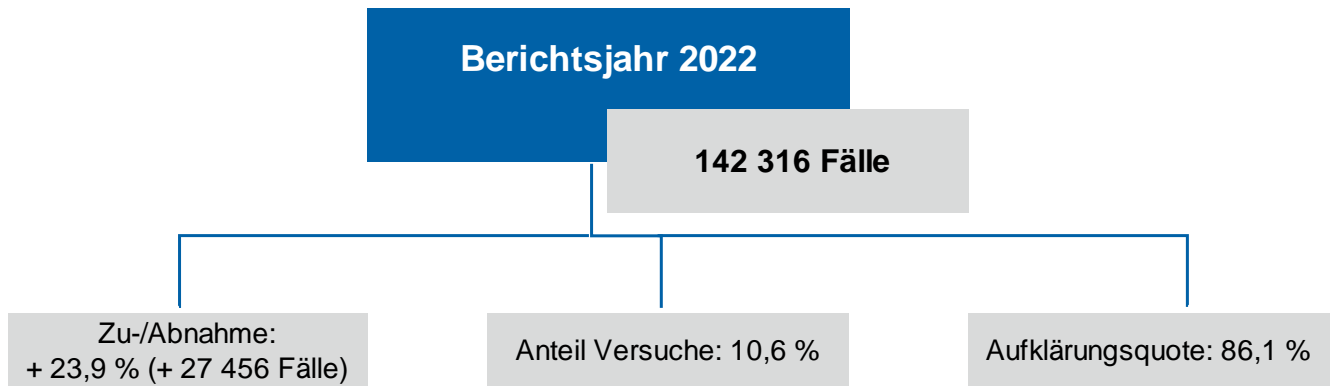 Berichtsjahr 2022
142 316 Fälle
Zu-/Abnahme:
+ 23,9 % (+ 27 456 Fälle)
Anteil Versuche: 10,6 %
Aufklärungsquote: 86,1 %